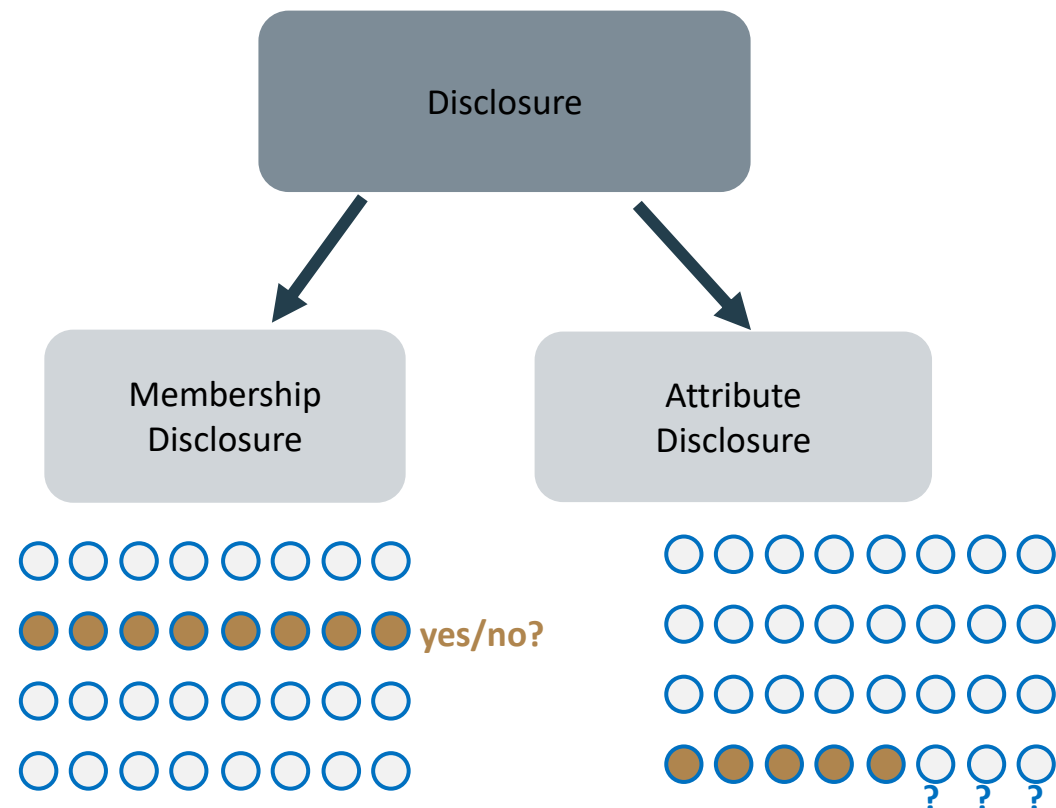 Disclosure
Membership
Disclosure
Attribute
Disclosure
yes/no?
? ? ?